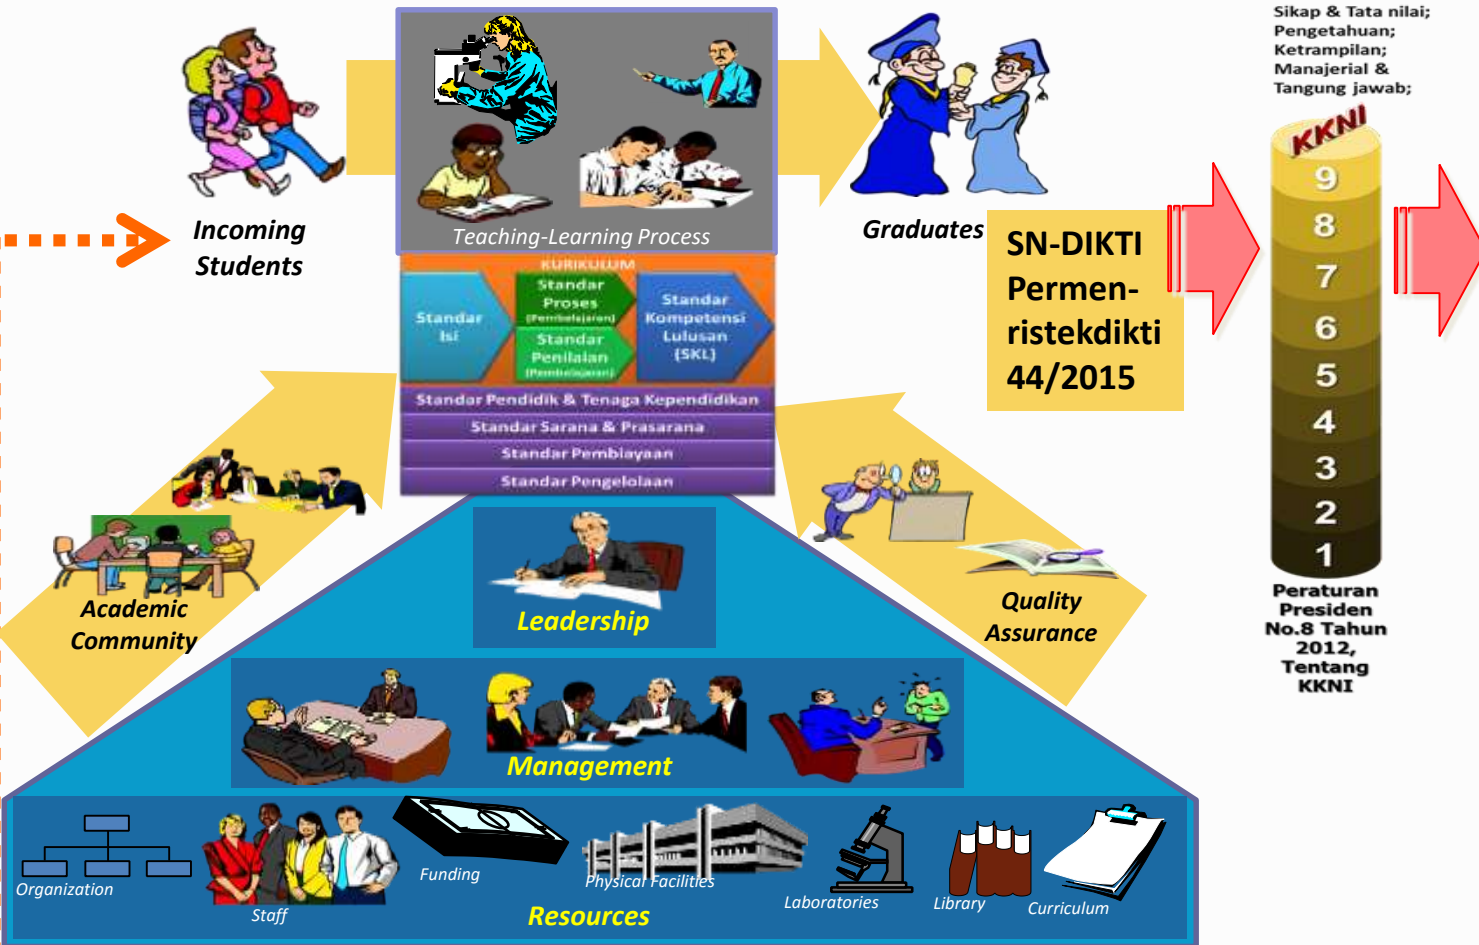 Incoming
Students
Teaching-Learning Process
Graduates
KURIKULUM
Standar
Isi
Standar
Proses
(Pembelajaran)
Standar
Penilaian
(Pembelajaran)
Standar
Kompetensi
Lulusan
(SKL)
Standar Pendidik & Tenaga Kependidikan
Standar Sarana & Prasarana
Standar Pembiayaan
Standar Pengelolaan
SN-DIKTI
Permen-
ristekdikti
44/2015
Sikap & Tata nilai;
Pengetahuan;
Ketrampilan;
Manajerial &
Tangung jawab;
KKNI
9
8
7
6
5
4
3
2
1
Peraturan
Presiden
No.8 Tahun
2012,
Tentang
KKNI
Academic
Community
Quality
Assurance
Leadership
Management
Organization
Staff
Funding
Physical Facilities
Laboratories
Library
Curriculum
Resources